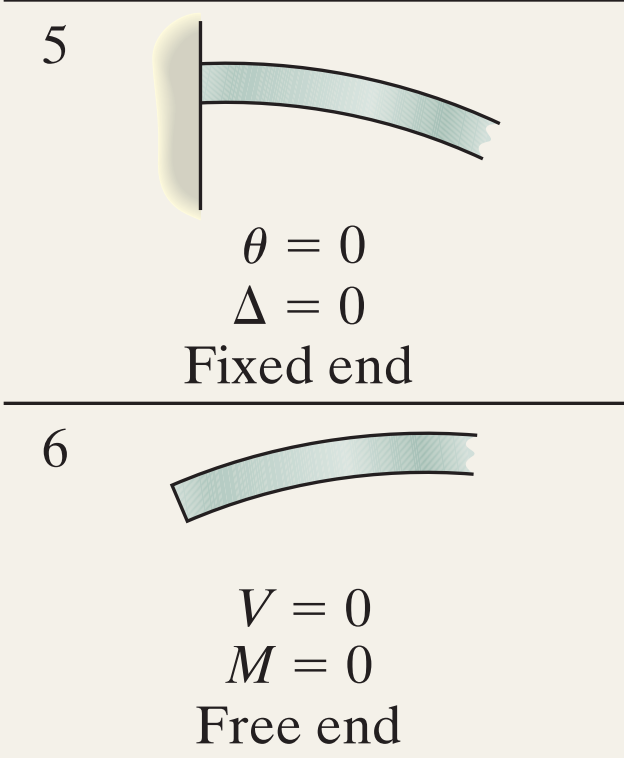 5
θ = 0
Δ = 0
Fixed end
6
V = 0
M = 0
Free end